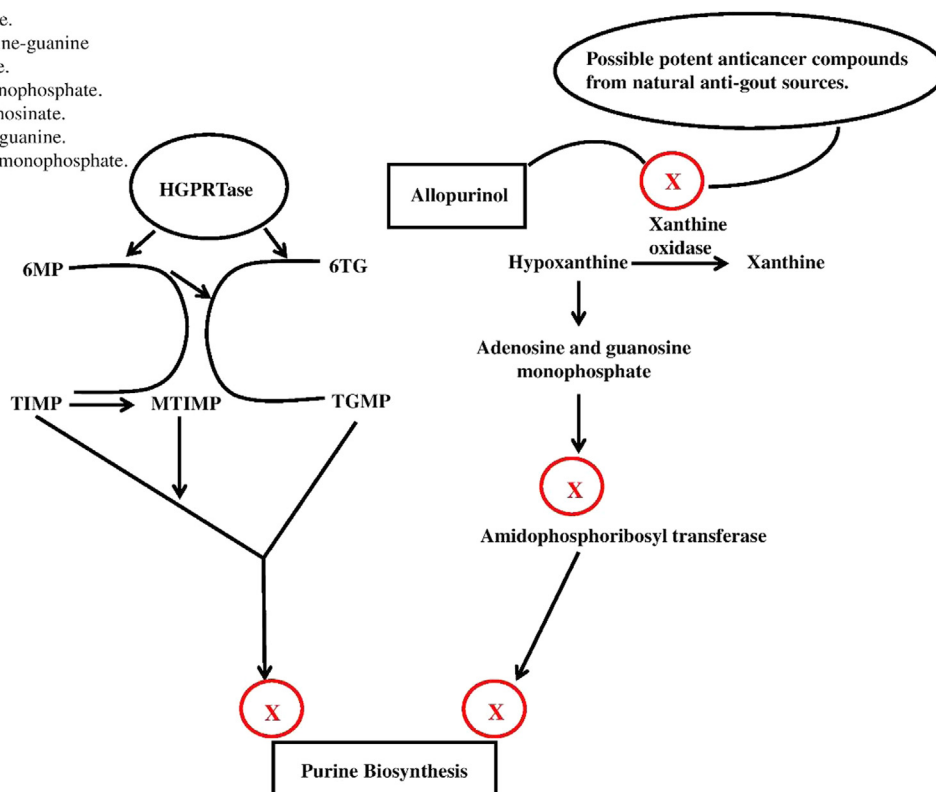 e.
ne-guanine
e.
nophosphate.
nosinate.
guanine.
monophosphate.
Possible potent anticancer compounds
from natural anti-gout sources.
HGPRTase
Allopurinol
X
Xanthine
oxidase
6MP
6TG
Hypoxanthine
Xanthine
Adenosine and guanosine
monophosphate
TIMP
MTIMP
TGMP
X
Amidophosphoribosyl transferase
X
X
Purine Biosynthesis